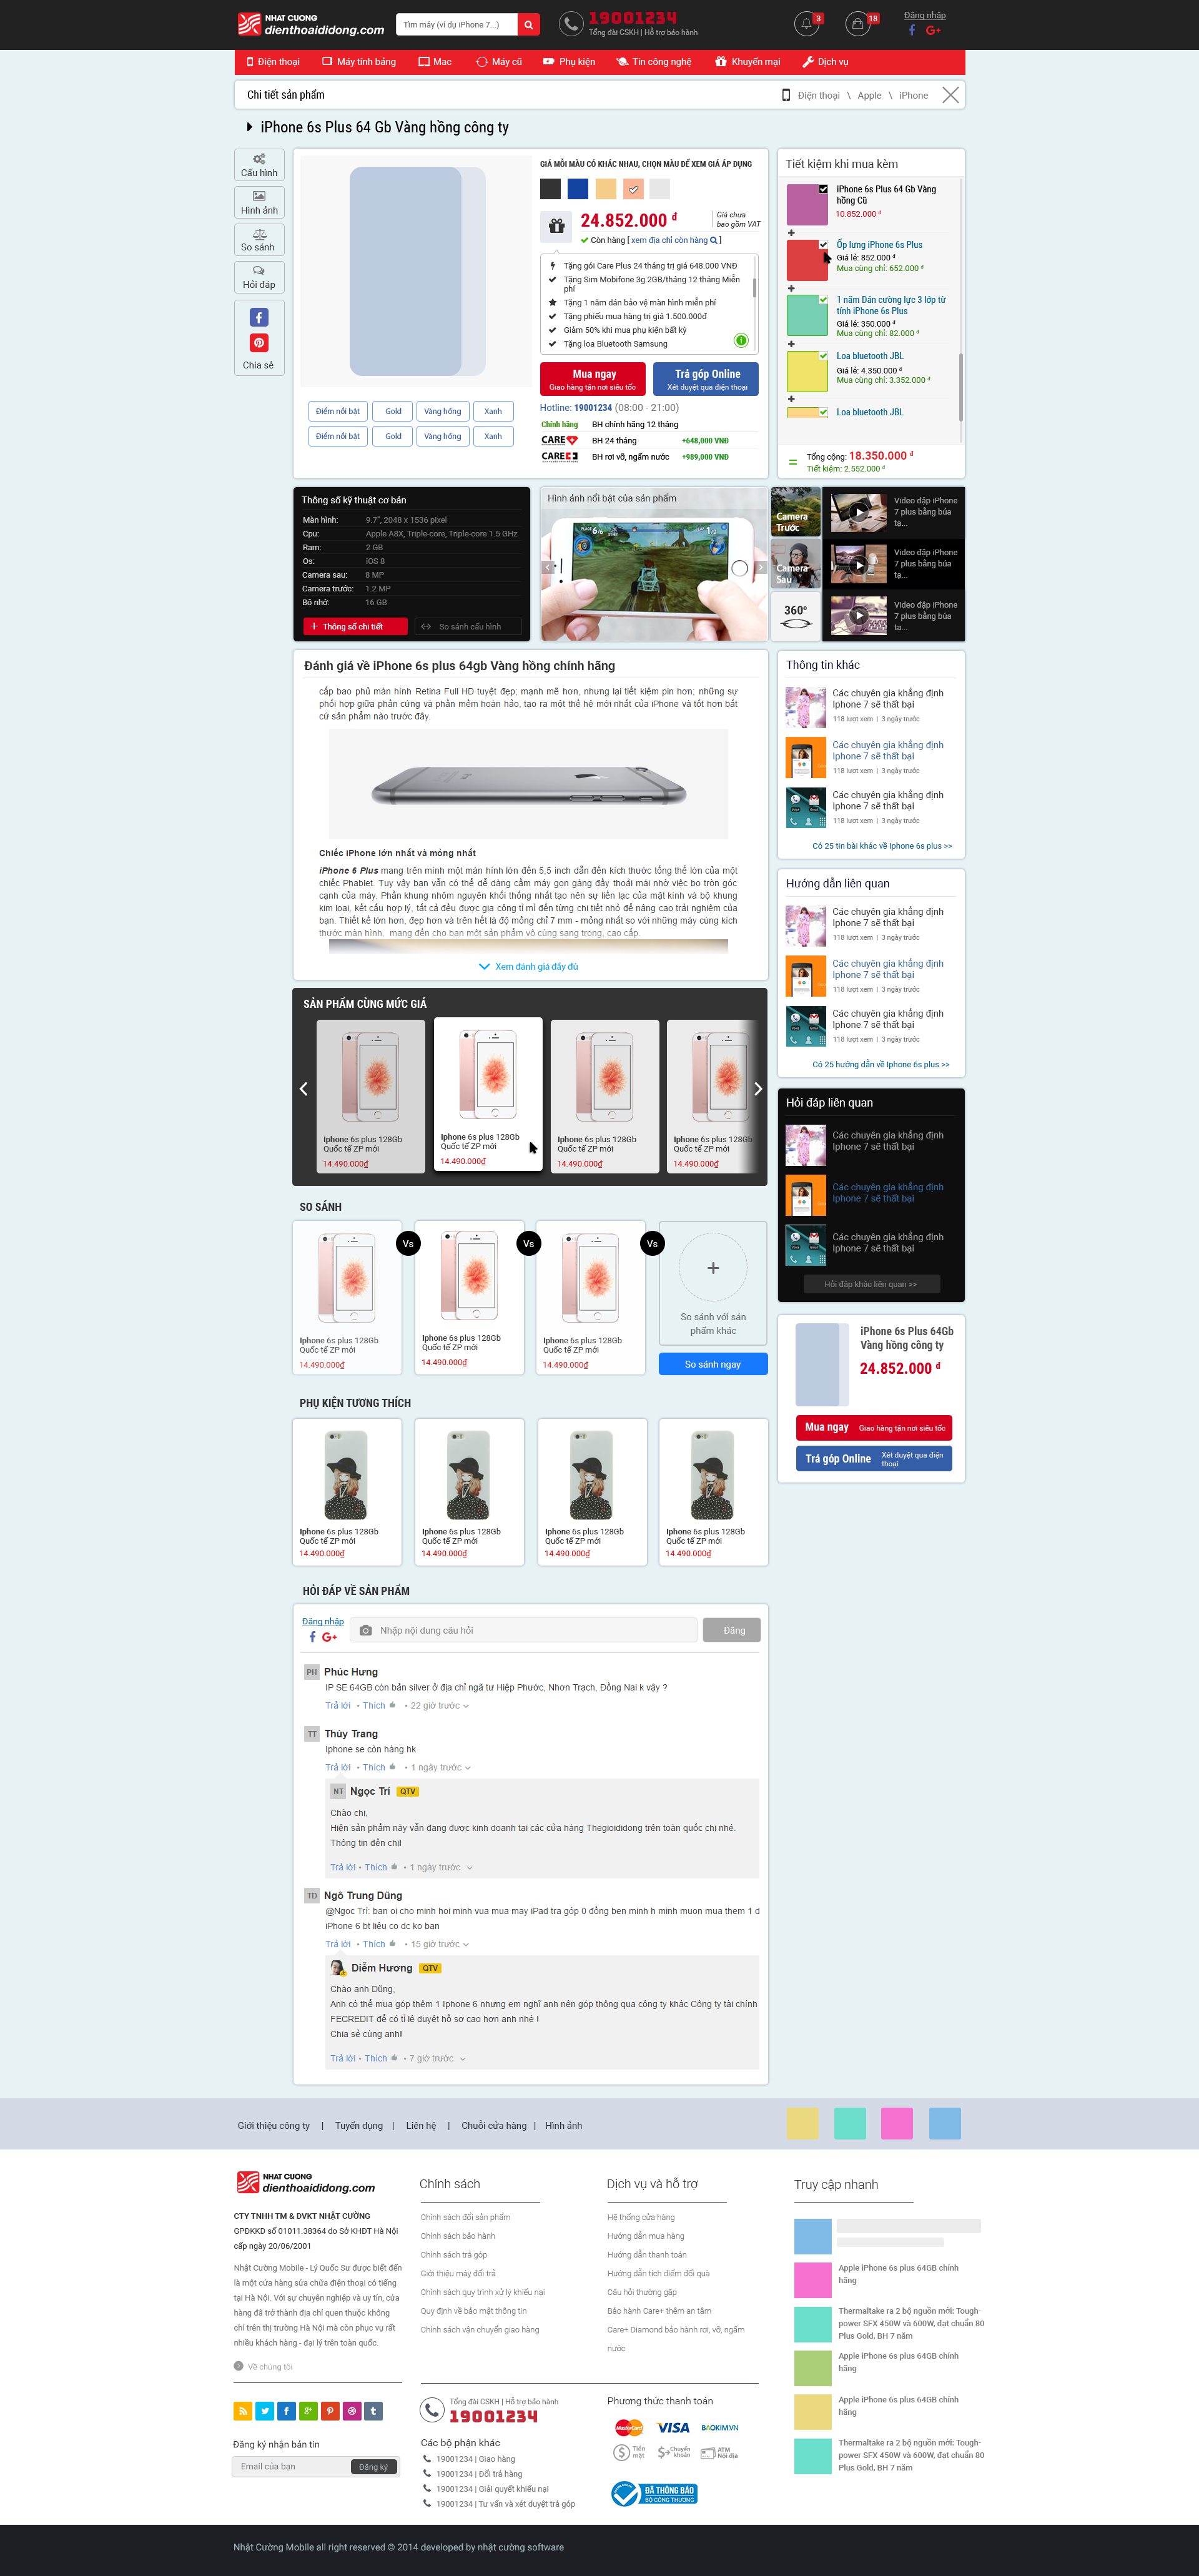 NHAT CUONG
dienthoaididong.com
Tìm máy (ví dụ iPhone 7...)
19001234
Tổng đài CSKH | Hỗ trợ bảo hành
3
18
Đăng nhập
Điện thoại
Máy tính bảng
Mac
Máy cũ
Phụ kiện
Tin công nghệ
Khuyến mại
Dịch vụ
Chi tiết sản phẩm
Điện thoại \ Apple \ iPhone
iPhone 6s Plus 64 Gb Vàng hồng công ty
Cấu hình
Hình ảnh
So sánh
Hỏi đáp
Chia sẻ
Điểm nổi bật
Gold
Vàng hồng
Xanh
Điểm nổi bật
Gold
Vàng hồng
Xanh
GIÁ MỖI MÀU CÓ KHÁC NHAU, CHỌN MÀU ĐỂ XEM GIÁ ÁP DỤNG
24.852.000 đ
Giá chưa
bao gồm VAT
Còn hàng [ xem địa chỉ còn hàng ]
Tặng gói Care Plus 24 tháng trị giá 648.000 VNĐ
Tặng Sim Mobifone 3g 2GB/tháng 12 tháng Miễn
phí
Tặng 1 năm dán bảo vệ màn hình miễn phí
Tặng phiếu mua hàng trị giá 1.500.000đ
Giảm 50% khi mua phụ kiện bất kỳ
Tặng loa Bluetooth Samsung
Mua ngay
Giao hàng tận nơi siêu tốc
Trả góp Online
Xét duyệt qua điện thoại
Hotline: 19001234 (08:00 - 21:00)
Chính hãng
BH chính hãng 12 tháng
CARE
BH 24 tháng
+648,000 VNĐ
CARE
BH rơi vỡ, ngấm nước
+989,000 VNĐ
Tiết kiệm khi mua kèm
iPhone 6s Plus 64 Gb Vàng
hồng Cũ
10.852.000 đ
Ốp lưng iPhone 6s Plus
Giá lẻ: 852.000 đ
Mua cùng chỉ: 652.000 đ
1 năm Dán cường lực 3 lớp từ
tính iPhone 6s Plus
Giá lẻ: 350.000 đ
Mua cùng chỉ: 82.000 đ
Loa bluetooth JBL
Giá lẻ: 4.350.000 đ
Mua cùng chỉ: 3.352.000 đ
Loa bluetooth JBL
Tổng cộng: 18.350.000 đ
Tiết kiệm: 2.552.000 đ
Thông số kỹ thuật cơ bản
Màn hình: 9.7", 2048 x 1536 pixel
Cpu: Apple A8X, Triple-core, Triple-core 1.5 GHz
Ram: 2 GB
Os: iOS 8
Camera sau: 8 MP
Camera trước: 1.2 MP
Bộ nhớ: 16 GB
Thông số chi tiết
So sánh cấu hình
Hình ảnh nổi bật của sản phẩm
Camera
Trước
Camera
Sau
360º
Video đập iPhone
7 plus bằng búa
tạ...
Video đập iPhone
7 plus bằng búa
tạ...
Video đập iPhone
7 plus bằng búa
tạ...
Đánh giá về iPhone 6s plus 64gb Vàng hồng chính hãng
cấp bao phủ màn hình Retina Full HD tuyệt đẹp; mạnh mẽ hơn, nhưng lại tiết kiệm pin hơn; những sự
phối hợp giữa phần cứng và phần mềm hoàn hảo, tạo ra một thế hệ mới nhất của iPhone và tốt hơn bất
cứ sản phẩm nào trước đây.
Chiếc iPhone lớn nhất và mỏng nhất
iPhone 6 Plus mang trên mình một màn hình lớn đến 5,5 inch dẫn đến kích thước tổng thể lớn của một
chiếc Phablet. Tuy vậy bạn vẫn có thể dễ dàng cầm máy gọn gàng đầy thoải mái nhờ việc bo tròn góc
cạnh của máy. Phần khung nhôm nguyên khối thống nhất tạo nên sự liền lạc của mặt kính và bộ khung
kim loại, kết cấu hợp lý, tất cả đều được gia công tỉ mỉ đến từng chi tiết nhỏ để nâng cao trải nghiệm của
bạn. Thiết kế lớn hơn, đẹp hơn và trên hết là độ mỏng chỉ 7 mm - mỏng nhất so với những máy cùng kích
thước màn hình, mang đến cho bạn một sản phẩm vô cùng sang trọng, cao cấp.
Xem đánh giá đầy đủ
Thông tin khác
Các chuyên gia khẳng định
Iphone 7 sẽ thất bại
118 lượt xem | 3 ngày trước
Các chuyên gia khẳng định
Iphone 7 sẽ thất bại
118 lượt xem | 3 ngày trước
Các chuyên gia khẳng định
Iphone 7 sẽ thất bại
118 lượt xem | 3 ngày trước
Có 25 tin bài khác về Iphone 6s plus >>
Hướng dẫn liên quan
Các chuyên gia khẳng định
Iphone 7 sẽ thất bại
118 lượt xem | 3 ngày trước
Các chuyên gia khẳng định
Iphone 7 sẽ thất bại
118 lượt xem | 3 ngày trước
Các chuyên gia khẳng định
Iphone 7 sẽ thất bại
118 lượt xem | 3 ngày trước
Có 25 hướng dẫn về Iphone 6s plus >>
SẢN PHẨM CÙNG MỨC GIÁ
Iphone 6s plus 128Gb
Quốc tế ZP mới
14.490.000₫
Iphone 6s plus 128Gb
Quốc tế ZP mới
14.490.000₫
Iphone 6s plus 128Gb
Quốc tế ZP mới
14.490.000₫
Iphone 6s plus 128Gb
Quốc tế ZP mới
14.490.000₫
Hỏi đáp liên quan
Các chuyên gia khẳng định
Iphone 7 sẽ thất bại
Các chuyên gia khẳng định
Iphone 7 sẽ thất bại
Các chuyên gia khẳng định
Iphone 7 sẽ thất bại
Hỏi đáp khác liên quan >>
SO SÁNH
Vs
Vs
Vs
Iphone 6s plus 128Gb
Quốc tế ZP mới
14.490.000₫
Iphone 6s plus 128Gb
Quốc tế ZP mới
14.490.000₫
Iphone 6s plus 128Gb
Quốc tế ZP mới
14.490.000₫
+
So sánh với sản
phẩm khác
So sánh ngay
iPhone 6s Plus 64Gb
Vàng hồng công ty
24.852.000 đ
Mua ngay
Giao hàng tận nơi siêu tốc
Trả góp Online
Xét duyệt qua điện
thoại
PHỤ KIỆN TƯƠNG THÍCH
Iphone 6s plus 128Gb
Quốc tế ZP mới
14.490.000₫
Iphone 6s plus 128Gb
Quốc tế ZP mới
14.490.000₫
Iphone 6s plus 128Gb
Quốc tế ZP mới
14.490.000₫
Iphone 6s plus 128Gb
Quốc tế ZP mới
14.490.000₫
HỎI ĐÁP VỀ SẢN PHẨM
Đăng nhập
Nhập nội dung câu hỏi
Đăng
PH Phúc Hưng
IP SE 64GB còn bản silver ở địa chỉ ngã tư Hiệp Phước, Nhơn Trạch, Đồng Nai k vậy ?
Trả lời • Thích • 22 giờ trước
TT Thủy Trang
Iphone se còn hàng hk
Trả lời • Thích • 1 ngày trước
NT Ngọc Trí QTV
Chào chị,
Hiện sản phẩm này vẫn đang được kinh doanh tại các cửa hàng Thegioididong trên toàn quốc chị nhé.
Thông tin đến chị!
Trả lời • Thích • 1 ngày trước
TD Ngô Trung Dũng
@Ngọc Trí: ban oi cho minh hoi minh vua mua may iPad tra góp 0 đồng ben minh h minh muon mua them 1 d
iPhone 6 bt liệu co dc ko ban
Trả lời • Thích • 15 giờ trước
Diễm Hương QTV
Chào anh Dũng,
Anh có thể mua góp thêm 1 Iphone 6 nhưng em nghĩ anh nên góp thông qua công ty khác Công ty tài chính
FECREDIT để có tỉ lệ duyệt hồ sơ cao hơn anh nhé !
Chia sẻ cùng anh!
Trả lời • Thích • 7 giờ trước
Giới thiệu công ty | Tuyển dụng | Liên hệ | Chuỗi cửa hàng | Hình ảnh
NHAT CUONG
dienthoaididong.com
CTY TNHH TM & DVKT NHẬT CƯỜNG
GPĐKKD số 01011.38364 do Sở KHĐT Hà Nội
cấp ngày 20/06/2001
Nhật Cường Mobile - Lý Quốc Sư được biết đến
là một cửa hàng sửa chữa điện thoại có tiếng
tại Hà Nội. Với sự chuyên nghiệp và uy tín, cửa
hàng đã trở thành địa chỉ quen thuộc không
chỉ trên thị trường Hà Nội mà còn phục vụ rất
nhiều khách hàng - đại lý trên toàn quốc.
Về chúng tôi
Đăng ký nhận bản tin
Email của bạn
Đăng ký
Chính sách
Chính sách đổi sản phẩm
Chính sách bảo hành
Chính sách trả góp
Giới thiệu máy đổi trả
Chính sách quy trình xử lý khiếu nại
Quy định về bảo mật thông tin
Chính sách vận chuyển giao hàng
Dịch vụ và hỗ trợ
Hệ thống cửa hàng
Hướng dẫn mua hàng
Hướng dẫn thanh toán
Hướng dẫn tích điểm đổi quà
Câu hỏi thường gặp
Bảo hành Care+ thêm an tâm
Care+ Diamond bảo hành rơi, vỡ, ngấm
nước
Truy cập nhanh
Apple iPhone 6s plus 64GB chính
hãng
Thermaltake ra 2 bộ nguồn mới: Tough-
power SFX 450W và 600W, đạt chuẩn 80
Plus Gold, BH 7 năm
Apple iPhone 6s plus 64GB chính
hãng
Apple iPhone 6s plus 64GB chính
hãng
Thermaltake ra 2 bộ nguồn mới: Tough-
power SFX 450W và 600W, đạt chuẩn 80
Plus Gold, BH 7 năm
Tổng đài CSKH | Hỗ trợ bảo hành
19001234
Các bộ phận khác
19001234 | Giao hàng
19001234 | Đổi trả hàng
19001234 | Giải quyết khiếu nại
19001234 | Tư vấn và xét duyệt trả góp
Phương thức thanh toán
MasterCard
VISA
BAOKIM.VN
Tiền
mặt
Chuyển
khoản
ATM
Nội địa
ĐÃ THÔNG BÁO
BỘ CÔNG THƯƠNG
Nhật Cường Mobile all right reserved © 2014 developed by nhật cường software